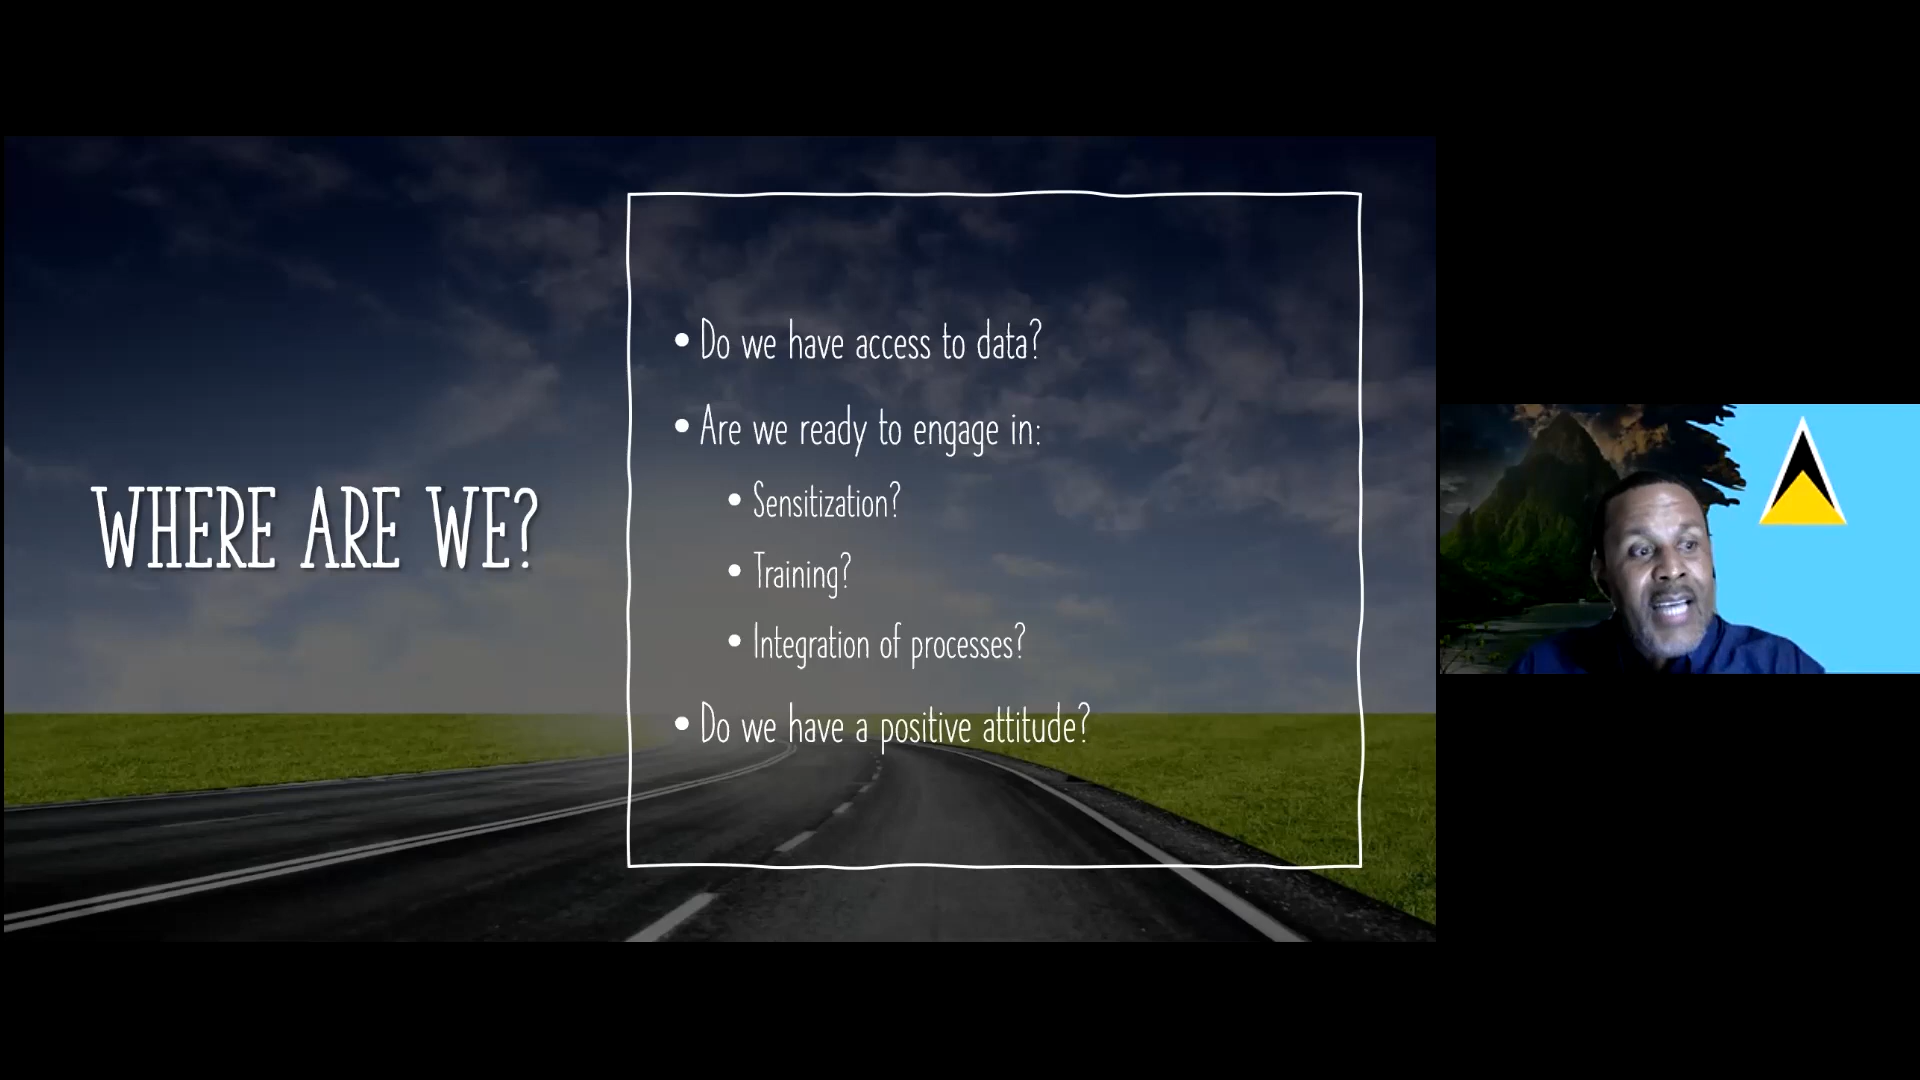 WHERE ARE WE?
• Do we have access to data?
• Are we ready to engage in:
• Sensitization?
• Training?
• Integration of processes?
• Do we have a positive attitude?